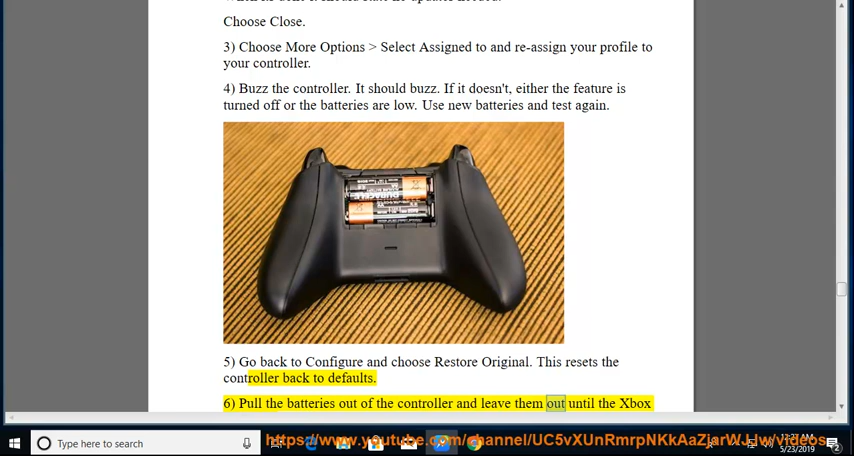 Choose Close.
3) Choose More Options > Select Assigned to and re-assign your profile to
your controller.
4) Buzz the controller. It should buzz. If it doesn't, either the feature is
turned off or the batteries are low. Use new batteries and test again.
5) Go back to Configure and choose Restore Original. This resets the
controller back to defaults.
6) Pull the batteries out of the controller and leave them out until the Xbox
Type here to search
https://www.youtube.com/channel/UC5vXUnRmrpNKkAaZjarWJJw/videos
5/23/2019
2